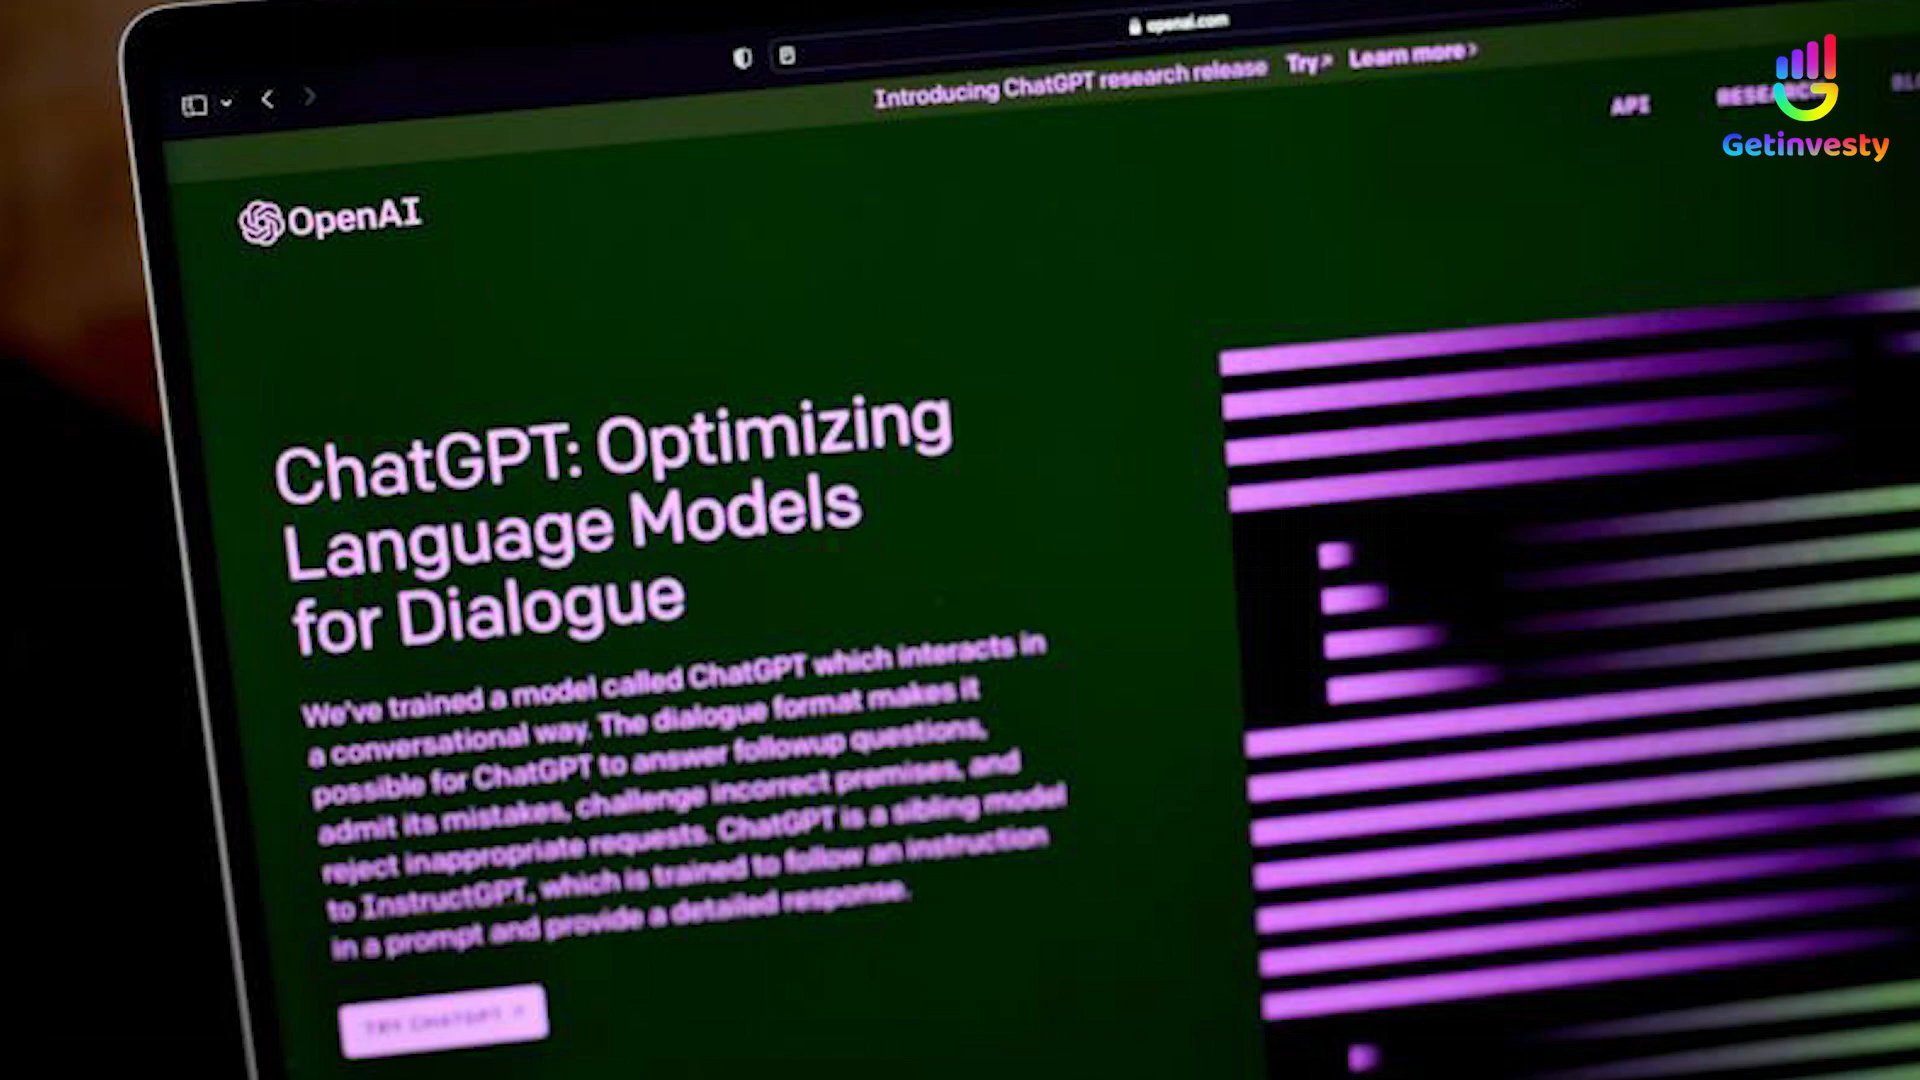 openai.com
Introducing ChatGPT research release Try↗ Learn more›
API
Getinvesty
OpenAI
ChatGPT: Optimizing
Language Models
for Dialogue
We've trained a model called ChatGPT which interacts in
a conversational way. The dialogue format makes it
possible for ChatGPT to answer followup questions,
admit its mistakes, challenge incorrect premises, and
reject inappropriate requests. ChatGPT is a sibling model
to InstructGPT, which is trained to follow an instruction
in a prompt and provide a detailed response.
TRY CHATGPT ↗